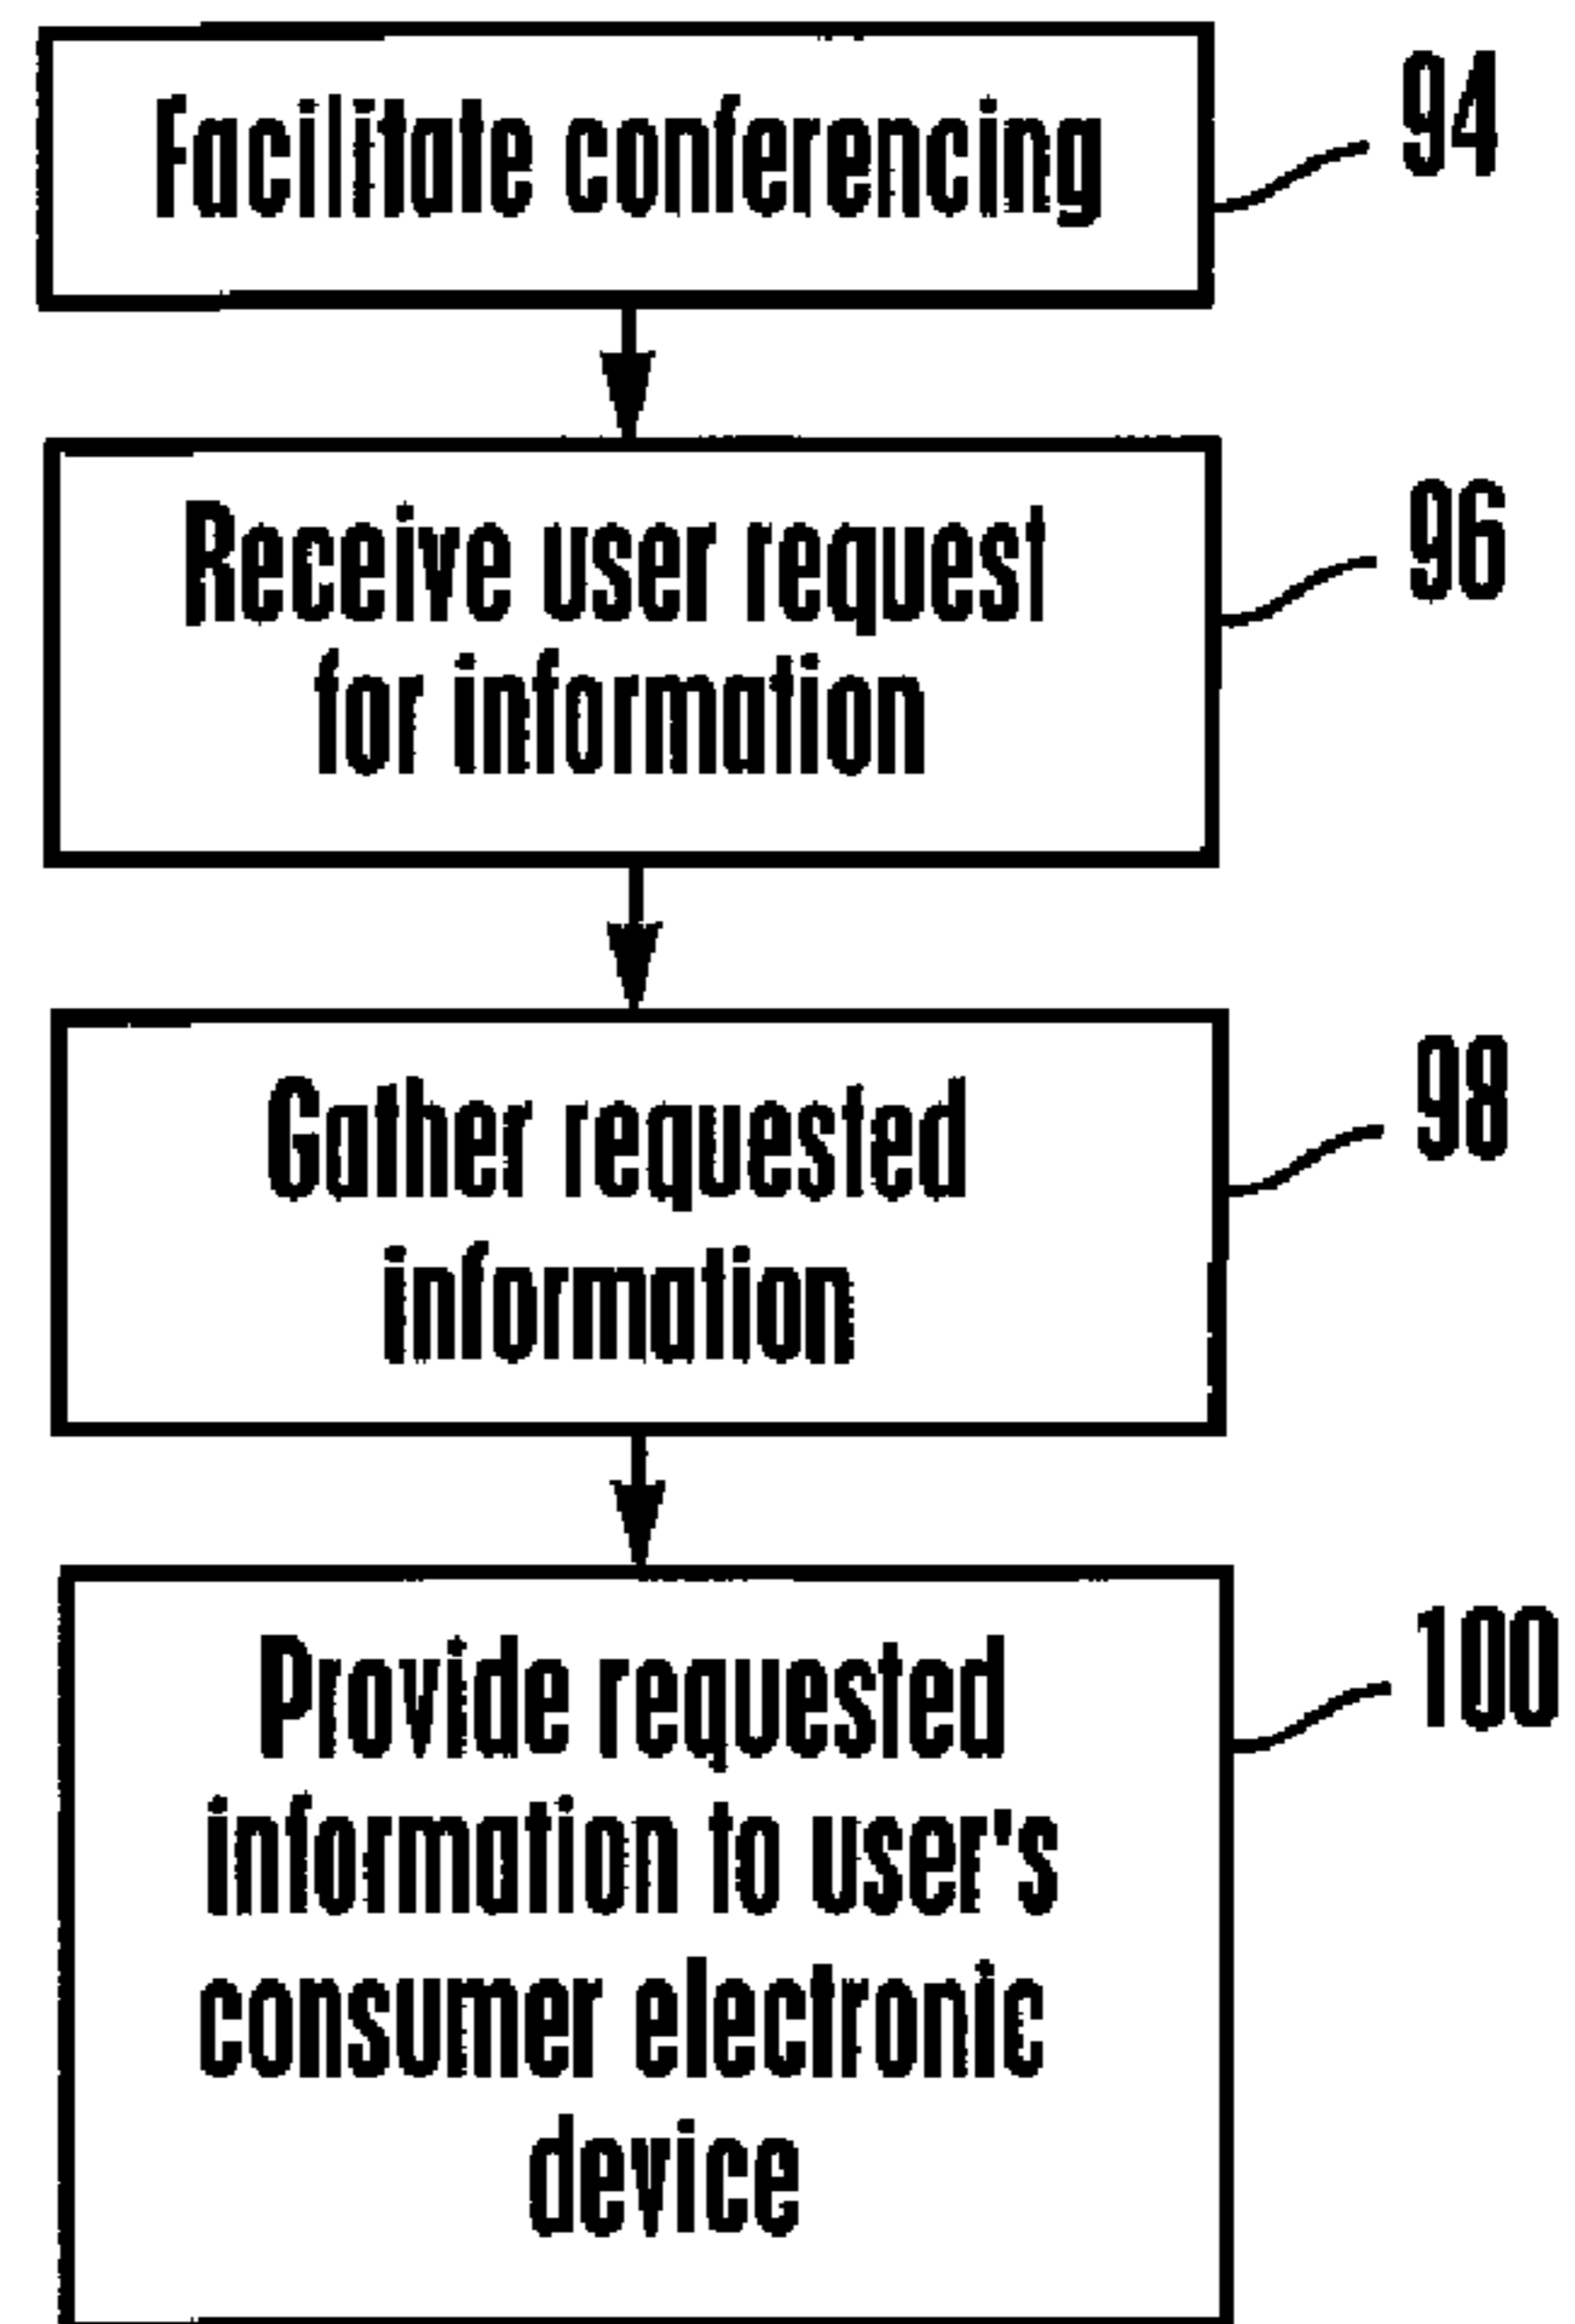 Facilitate conferencing
94
Receive user request
for information
96
Gather requested
information
98
Provide requested
information to user's
consumer electronic
device
100